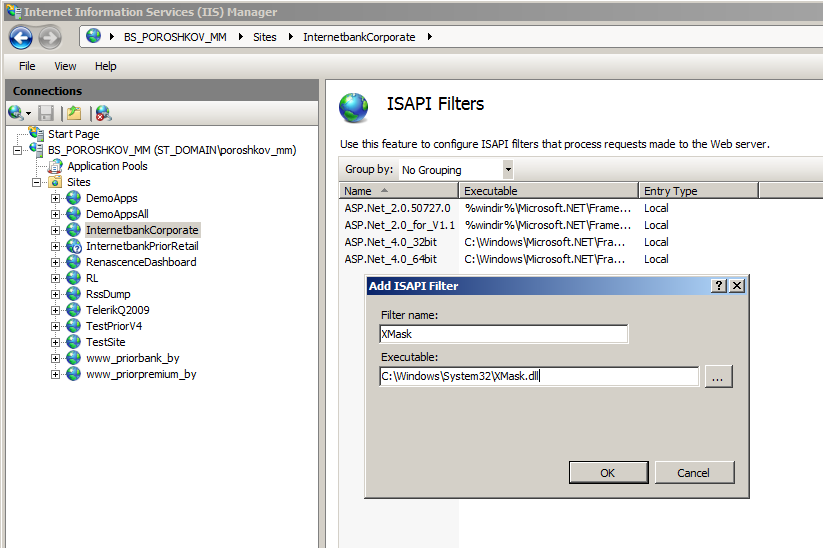 Internet Information Services (IIS) Manager
BS_POROSHKOV_MM Sites InternetbankCorporate
File View Help
Connections
Start Page
BS_POROSHKOV_MM (ST_DOMAIN\poroshkov_mm)
Application Pools
Sites
DemoApps
DemoAppsAll
InternetbankCorporate
InternetbankPriorRetail
RenascenceDashboard
RL
RssDump
TelerikQ2009
TestPriorV4
TestSite
www_priorbank_by
www_priorpremium_by
ISAPI Filters
Use this feature to configure ISAPI filters that process requests made to the Web server.
Group by: No Grouping
Name Executable Entry Type
ASP.Net_2.0.50727.0 %windir%\Microsoft.NET\Frame... Local
ASP.Net_2.0_for_V1.1 %windir%\Microsoft.NET\Frame... Local
ASP.Net_4.0_32bit C:\Windows\Microsoft.NET\Fra... Local
ASP.Net_4.0_64bit C:\Windows\Microsoft.NET\Fra... Local
Add ISAPI Filter
Filter name:
XMask
Executable:
C:\Windows\System32\XMask.dll
...
OK Cancel